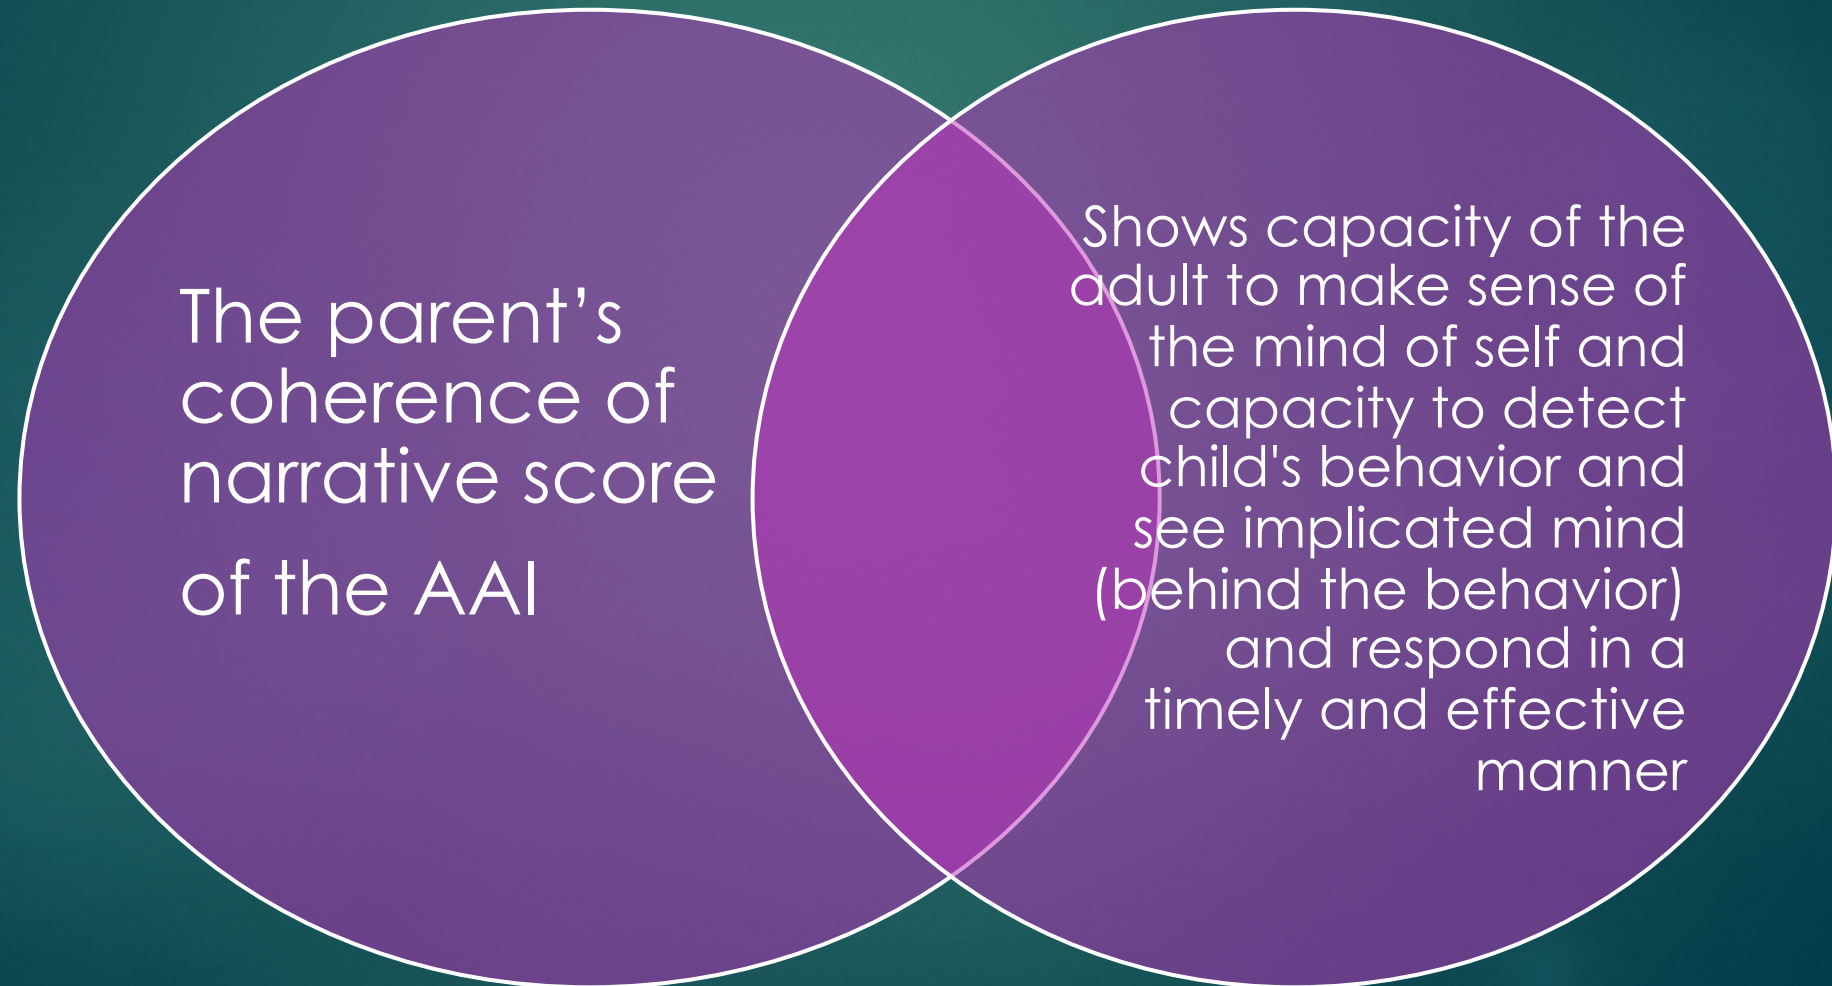 The parent’s
coherence of
narrative score
of the AAI
Shows capacity of the
adult to make sense of
the mind of self and
capacity to detect
child's behavior and
see implicated mind
(behind the behavior)
and respond in a
timely and effective
manner